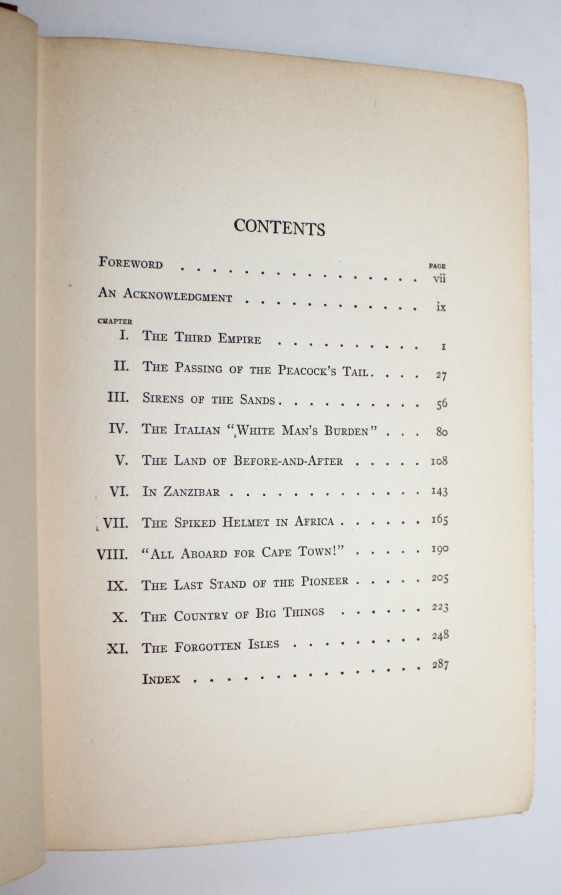 CONTENTS
PAGE
FOREWORD . . . . . . . . . . . . . . . . vii
AN ACKNOWLEDGMENT . . . . . . . . . . . . ix
CHAPTER
I. THE THIRD EMPIRE . . . . . . . . . . 1
II. THE PASSING OF THE PEACOCK'S TAIL. . . . 27
III. SIRENS OF THE SANDS . . . . . . . . . . 56
IV. THE ITALIAN "WHITE MAN'S BURDEN" . . . 80
V. THE LAND OF BEFORE-AND-AFTER . . . . . 108
VI. IN ZANZIBAR . . . . . . . . . . . . . 143
VII. THE SPIKED HELMET IN AFRICA . . . . . . 165
VIII. "ALL ABOARD FOR CAPE TOWN!" . . . . . 190
IX. THE LAST STAND OF THE PIONEER . . . . . 205
X. THE COUNTRY OF BIG THINGS . . . . . . 223
XI. THE FORGOTTEN ISLES . . . . . . . . . 248
INDEX . . . . . . . . . . . . . . . 287